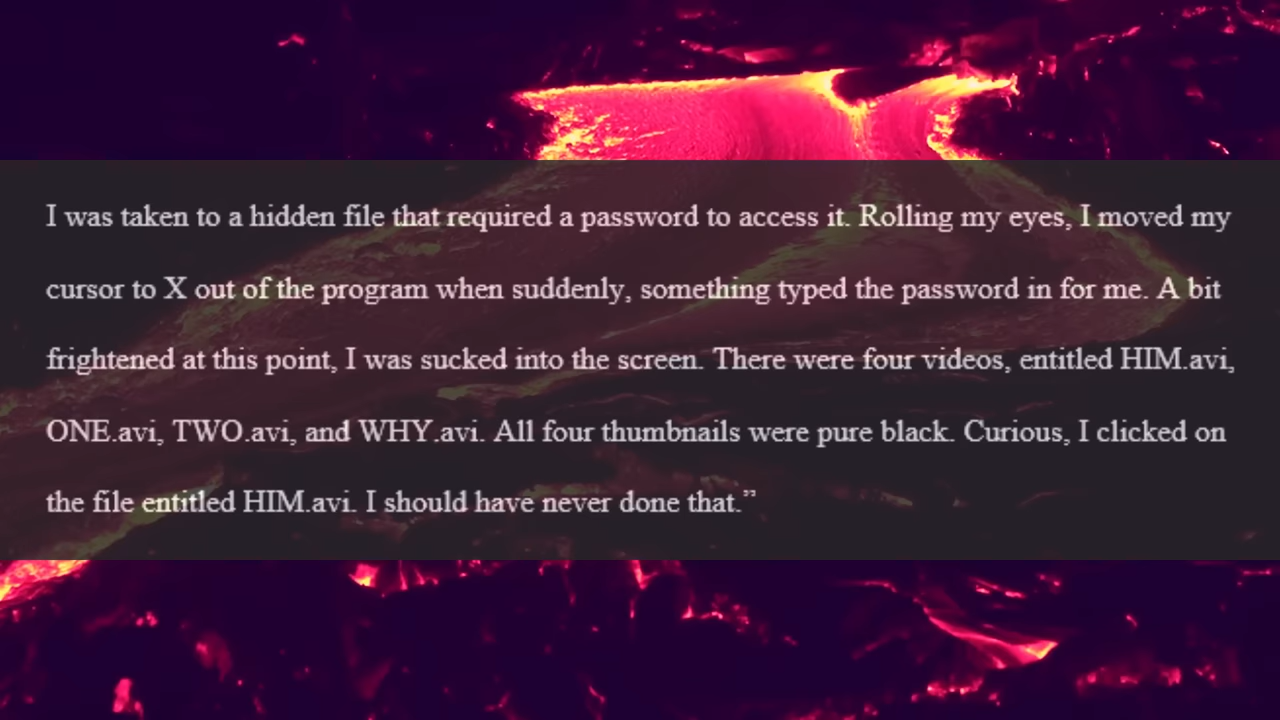 I was taken to a hidden file that required a password to access it. Rolling my eyes, I moved my
cursor to X out of the program when suddenly, something typed the password in for me. A bit
frightened at this point, I was sucked into the screen. There were four videos, entitled HIM.avi,
ONE.avi, TWO.avi, and WHY.avi. All four thumbnails were pure black. Curious, I clicked on
the file entitled HIM.avi. I should have never done that.”